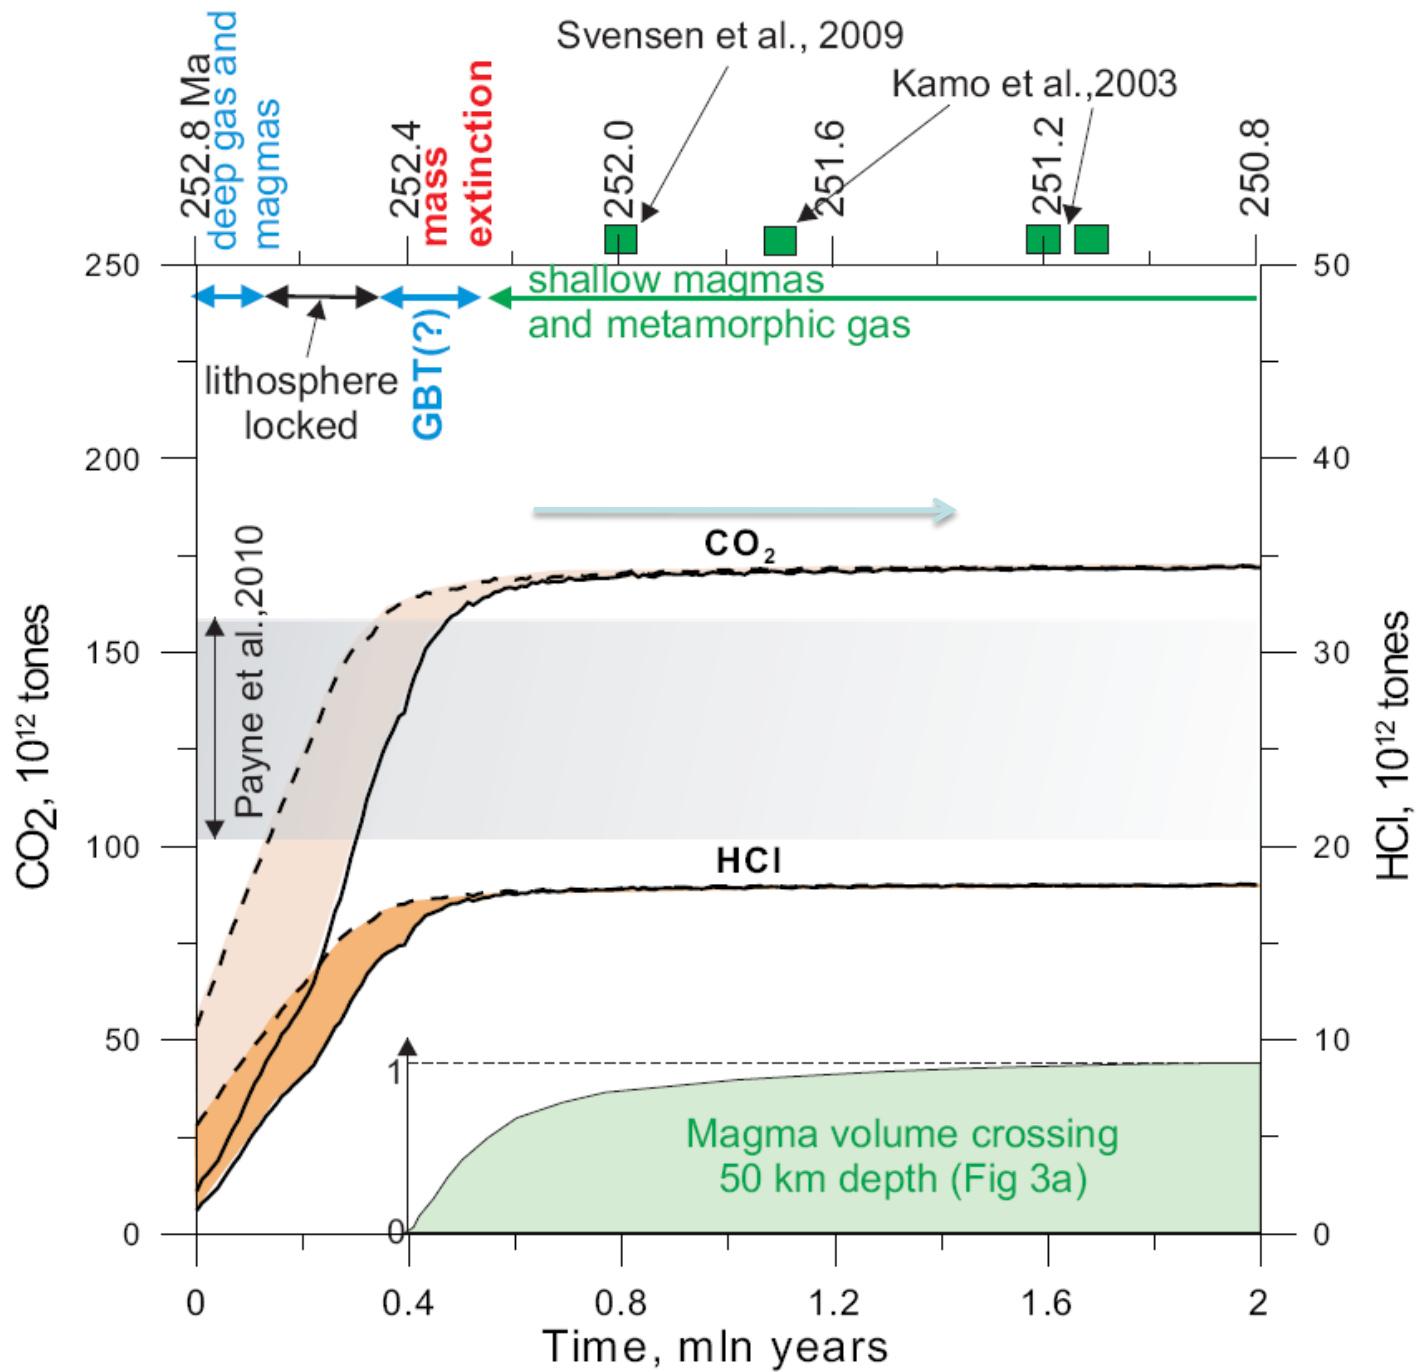 Svensen et al., 2009
Kamo et al.,2003
252.8 Ma
deep gas and
magmas
252.4
mass
extinction
252.0
251.6
251.2
250.8
250
200
150
100
50
0
CO2, 10¹² tones
50
40
30
20
10
0
HCl, 10¹² tones
shallow magmas
and metamorphic gas
lithosphere
locked
GBT(?)
Payne et al.,2010
CO₂
HCl
1
0
Magma volume crossing
50 km depth (Fig 3a)
0
0.4
0.8
1.2
1.6
2
Time, mln years